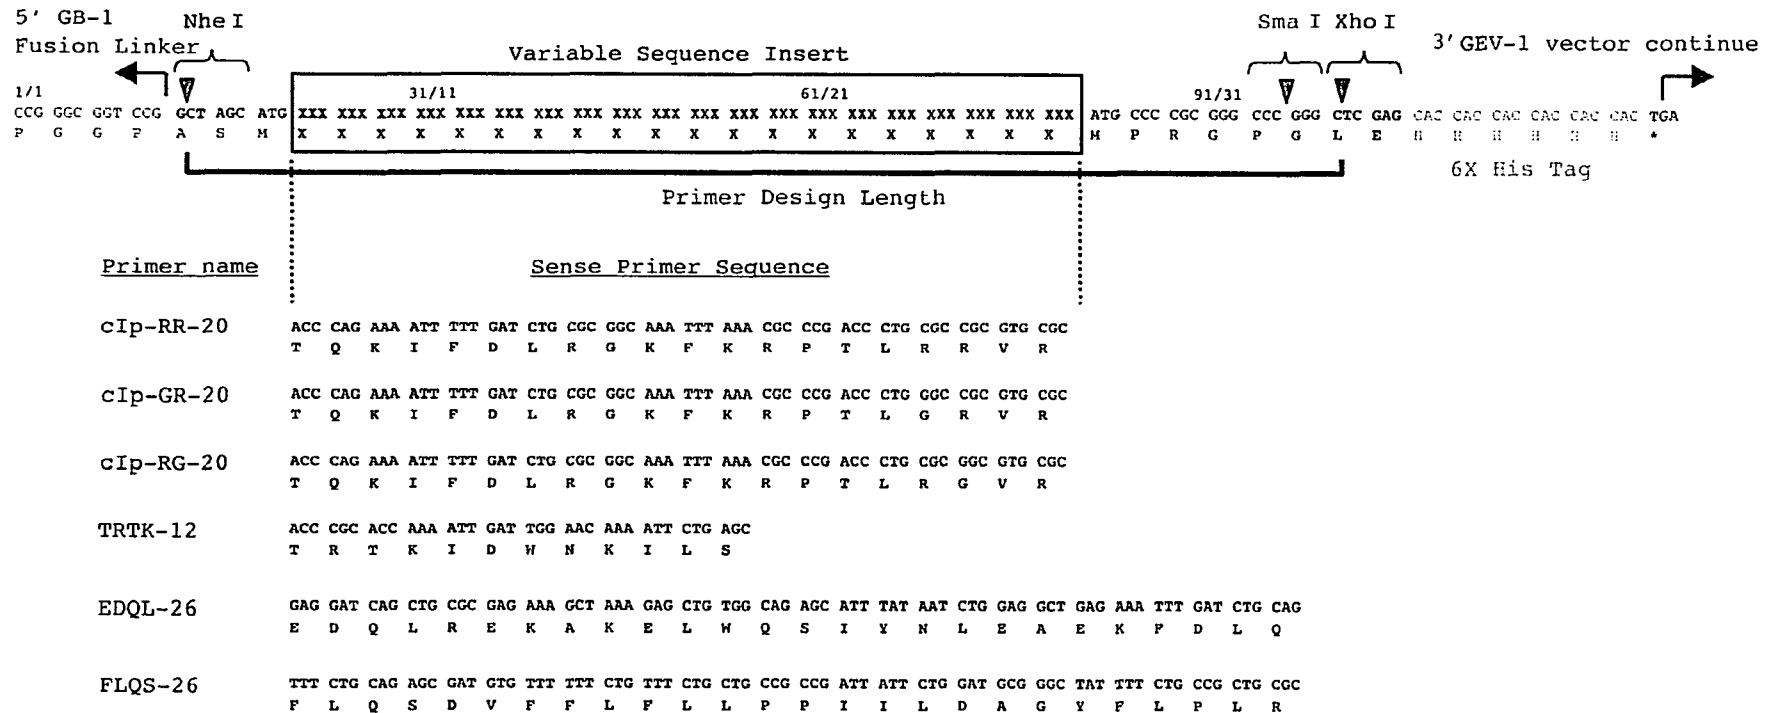 5' GB-1
Fusion Linker
Nhe I
Variable Sequence Insert
Sma I Xho I
3' GEV-1 vector continue
1/1 31/11 61/21 91/31
CCG GGC GGT CCG GCT AGC ATG XXX XXX XXX XXX XXX XXX XXX XXX XXX XXX XXX XXX XXX XXX XXX XXX XXX XXX XXX XXX ATG CCC CGC GGG CCC GGG CTC GAG CAC CAC CAC CAC CAC CAC TGA
P G G P A S M X X X X X X X X X X X X X X X X X X X X M P R G P G L E H H H H H H *
6X His Tag
Primer Design Length
Primer name Sense Primer Sequence
cIp-RR-20 ACC CAG AAA ATT TTT GAT CTG CGC GGC AAA TTT AAA CGC CCG ACC CTG CGC CGC GTG CGC
T Q K I F D L R G K F K R P T L R R V R
cIp-GR-20 ACC CAG AAA ATT TTT GAT CTG CGC GGC AAA TTT AAA CGC CCG ACC CTG GGC CGC GTG CGC
T Q K I F D L R G K F K R P T L G R V R
cIp-RG-20 ACC CAG AAA ATT TTT GAT CTG CGC GGC AAA TTT AAA CGC CCG ACC CTG CGC GGC GTG CGC
T Q K I F D L R G K F K R P T L R G V R
TRTK-12 ACC CGC ACC AAA ATT GAT TGG AAC AAA ATT CTG AGC
T R T K I D W N K I L S
EDQL-26 GAG GAT CAG CTG CGC GAG AAA GCT AAA GAG CTG TGG CAG AGC ATT TAT AAT CTG GAG GCT GAG AAA TTT GAT CTG CAG
E D Q L R E K A K E L W Q S I Y N L E A E K F D L Q
FLQS-26 TTT CTG CAG AGC GAT GTG TTT TTT CTG TTT CTG CTG CCG CCG ATT ATT CTG GAT GCG GGC TAT TTT CTG CCG CTG CGC
F L Q S D V F F L F L L P P I I L D A G Y F L P L R